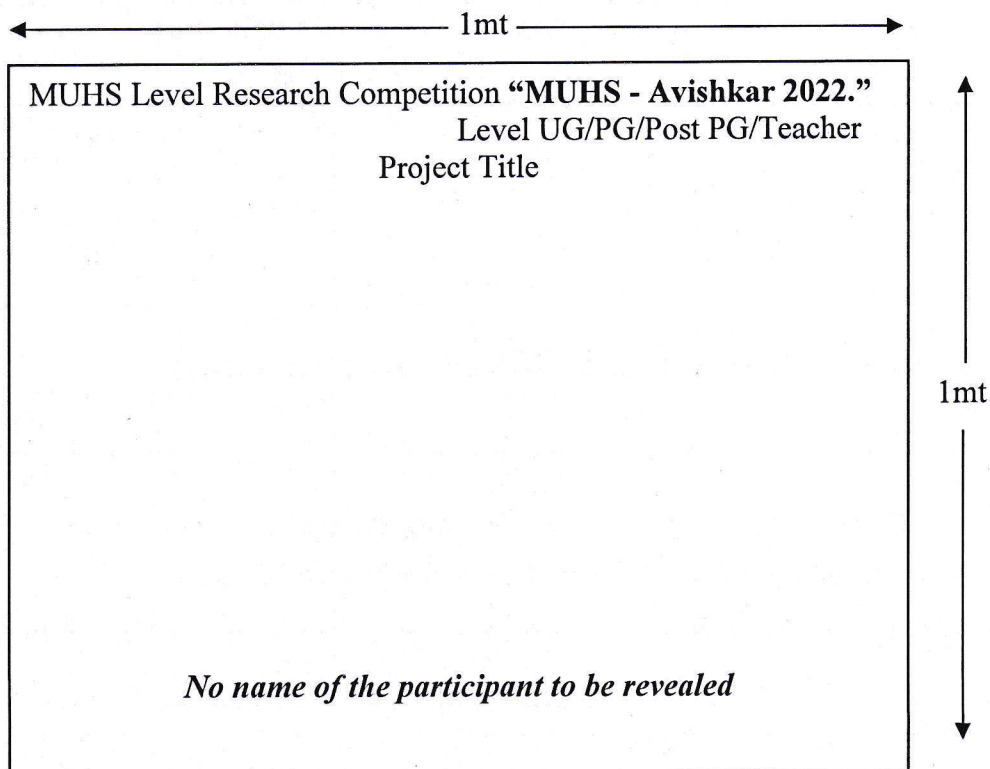 1mt
MUHS Level Research Competition “MUHS - Avishkar 2022.”
Level UG/PG/Post PG/Teacher
Project Title
1mt
No name of the participant to be revealed